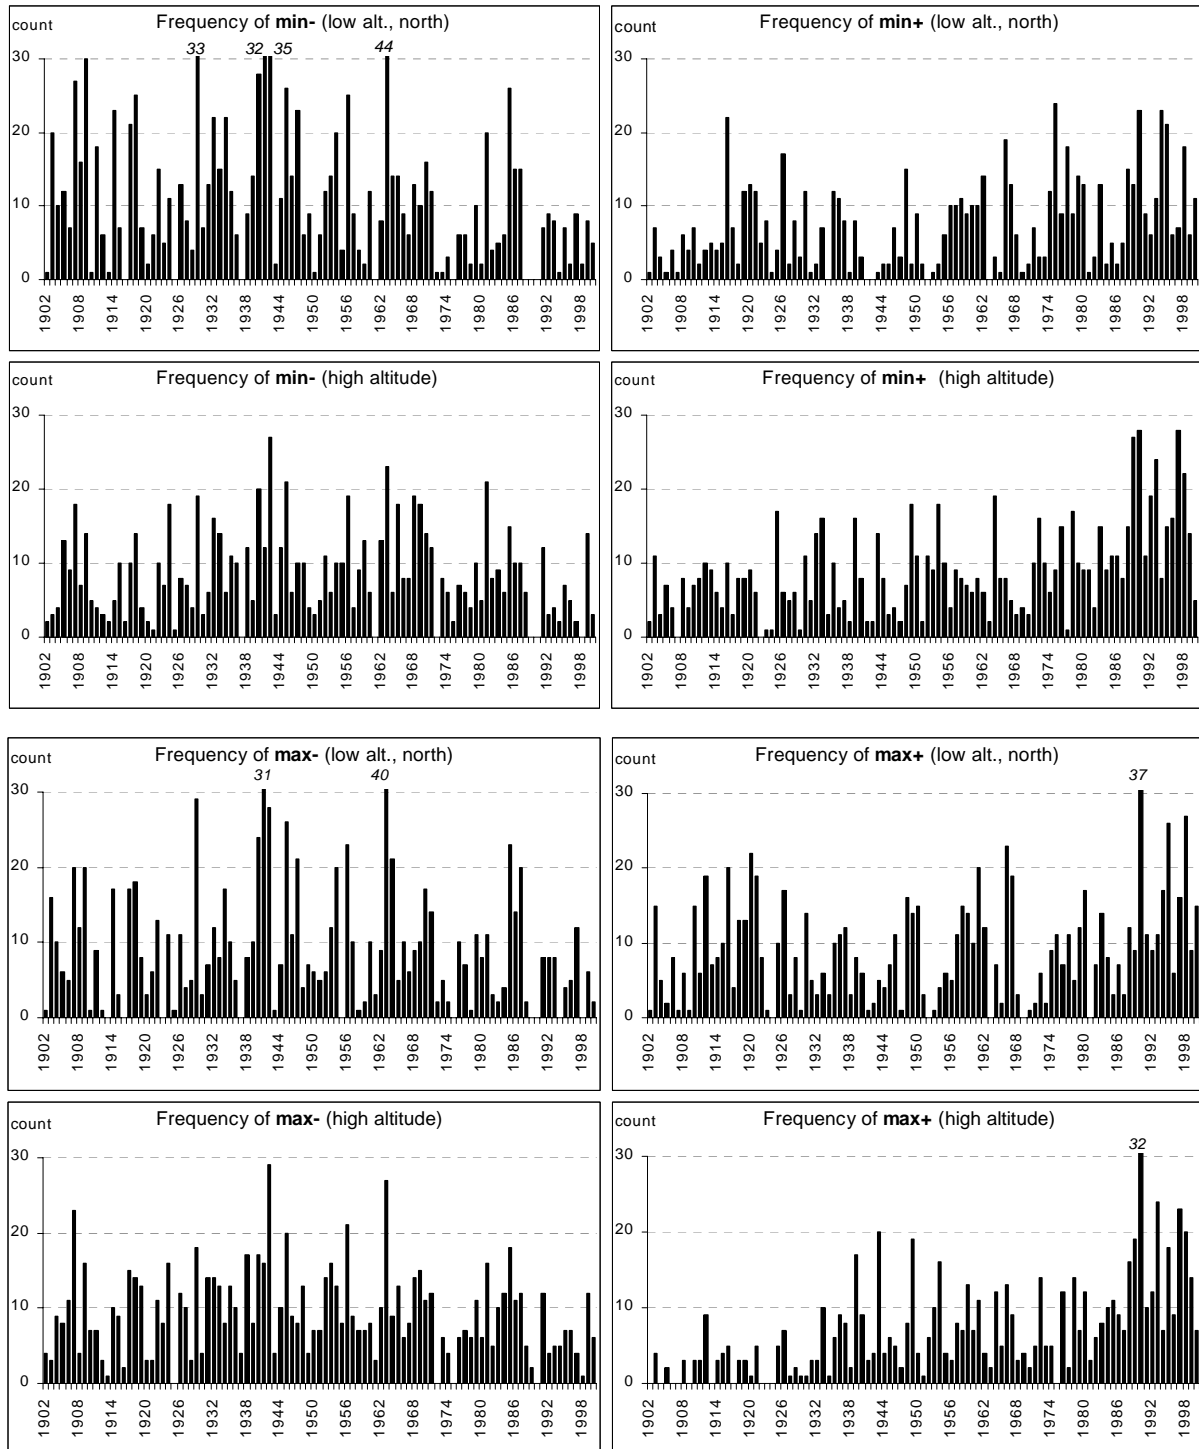 count Frequency of min- (low alt., north)
33 32 35 44
30
20
10
0
1902 1908 1914 1920 1926 1932 1938 1944 1950 1956 1962 1968 1974 1980 1986 1992 1998
count Frequency of min+ (low alt., north)
30
20
10
0
1902 1908 1914 1920 1926 1932 1938 1944 1950 1956 1962 1968 1974 1980 1986 1992 1998
count Frequency of min- (high altitude)
30
20
10
0
1902 1908 1914 1920 1926 1932 1938 1944 1950 1956 1962 1968 1974 1980 1986 1992 1998
count Frequency of min+ (high altitude)
30
20
10
0
1902 1908 1914 1920 1926 1932 1938 1944 1950 1956 1962 1968 1974 1980 1986 1992 1998
count Frequency of max- (low alt., north)
31 40
30
20
10
0
1902 1908 1914 1920 1926 1932 1938 1944 1950 1956 1962 1968 1974 1980 1986 1992 1998
count Frequency of max+ (low alt., north)
37
30
20
10
0
1902 1908 1914 1920 1926 1932 1938 1944 1950 1956 1962 1968 1974 1980 1986 1992 1998
count Frequency of max- (high altitude)
30
20
10
0
1902 1908 1914 1920 1926 1932 1938 1944 1950 1956 1962 1968 1974 1980 1986 1992 1998
count Frequency of max+ (high altitude)
32
30
20
10
0
1902 1908 1914 1920 1926 1932 1938 1944 1950 1956 1962 1968 1974 1980 1986 1992 1998